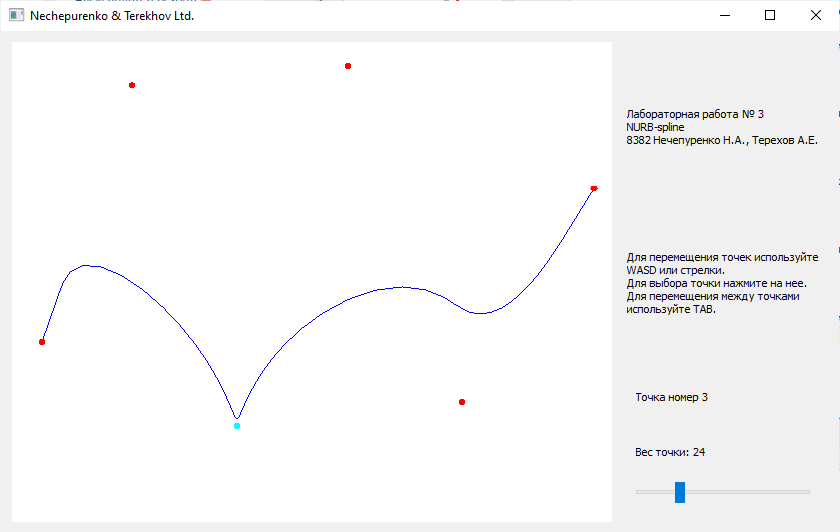 Nechepurenko & Terekhov Ltd.
Лабораторная работа № 3
NURB-spline
8382 Нечепуренко Н.А., Терехов А.Е.
Для перемещения точек используйте
WASD или стрелки.
Для выбора точки нажмите на нее.
Для перемещения между точками
используйте TAB.
Точка номер 3
Вес точки: 24